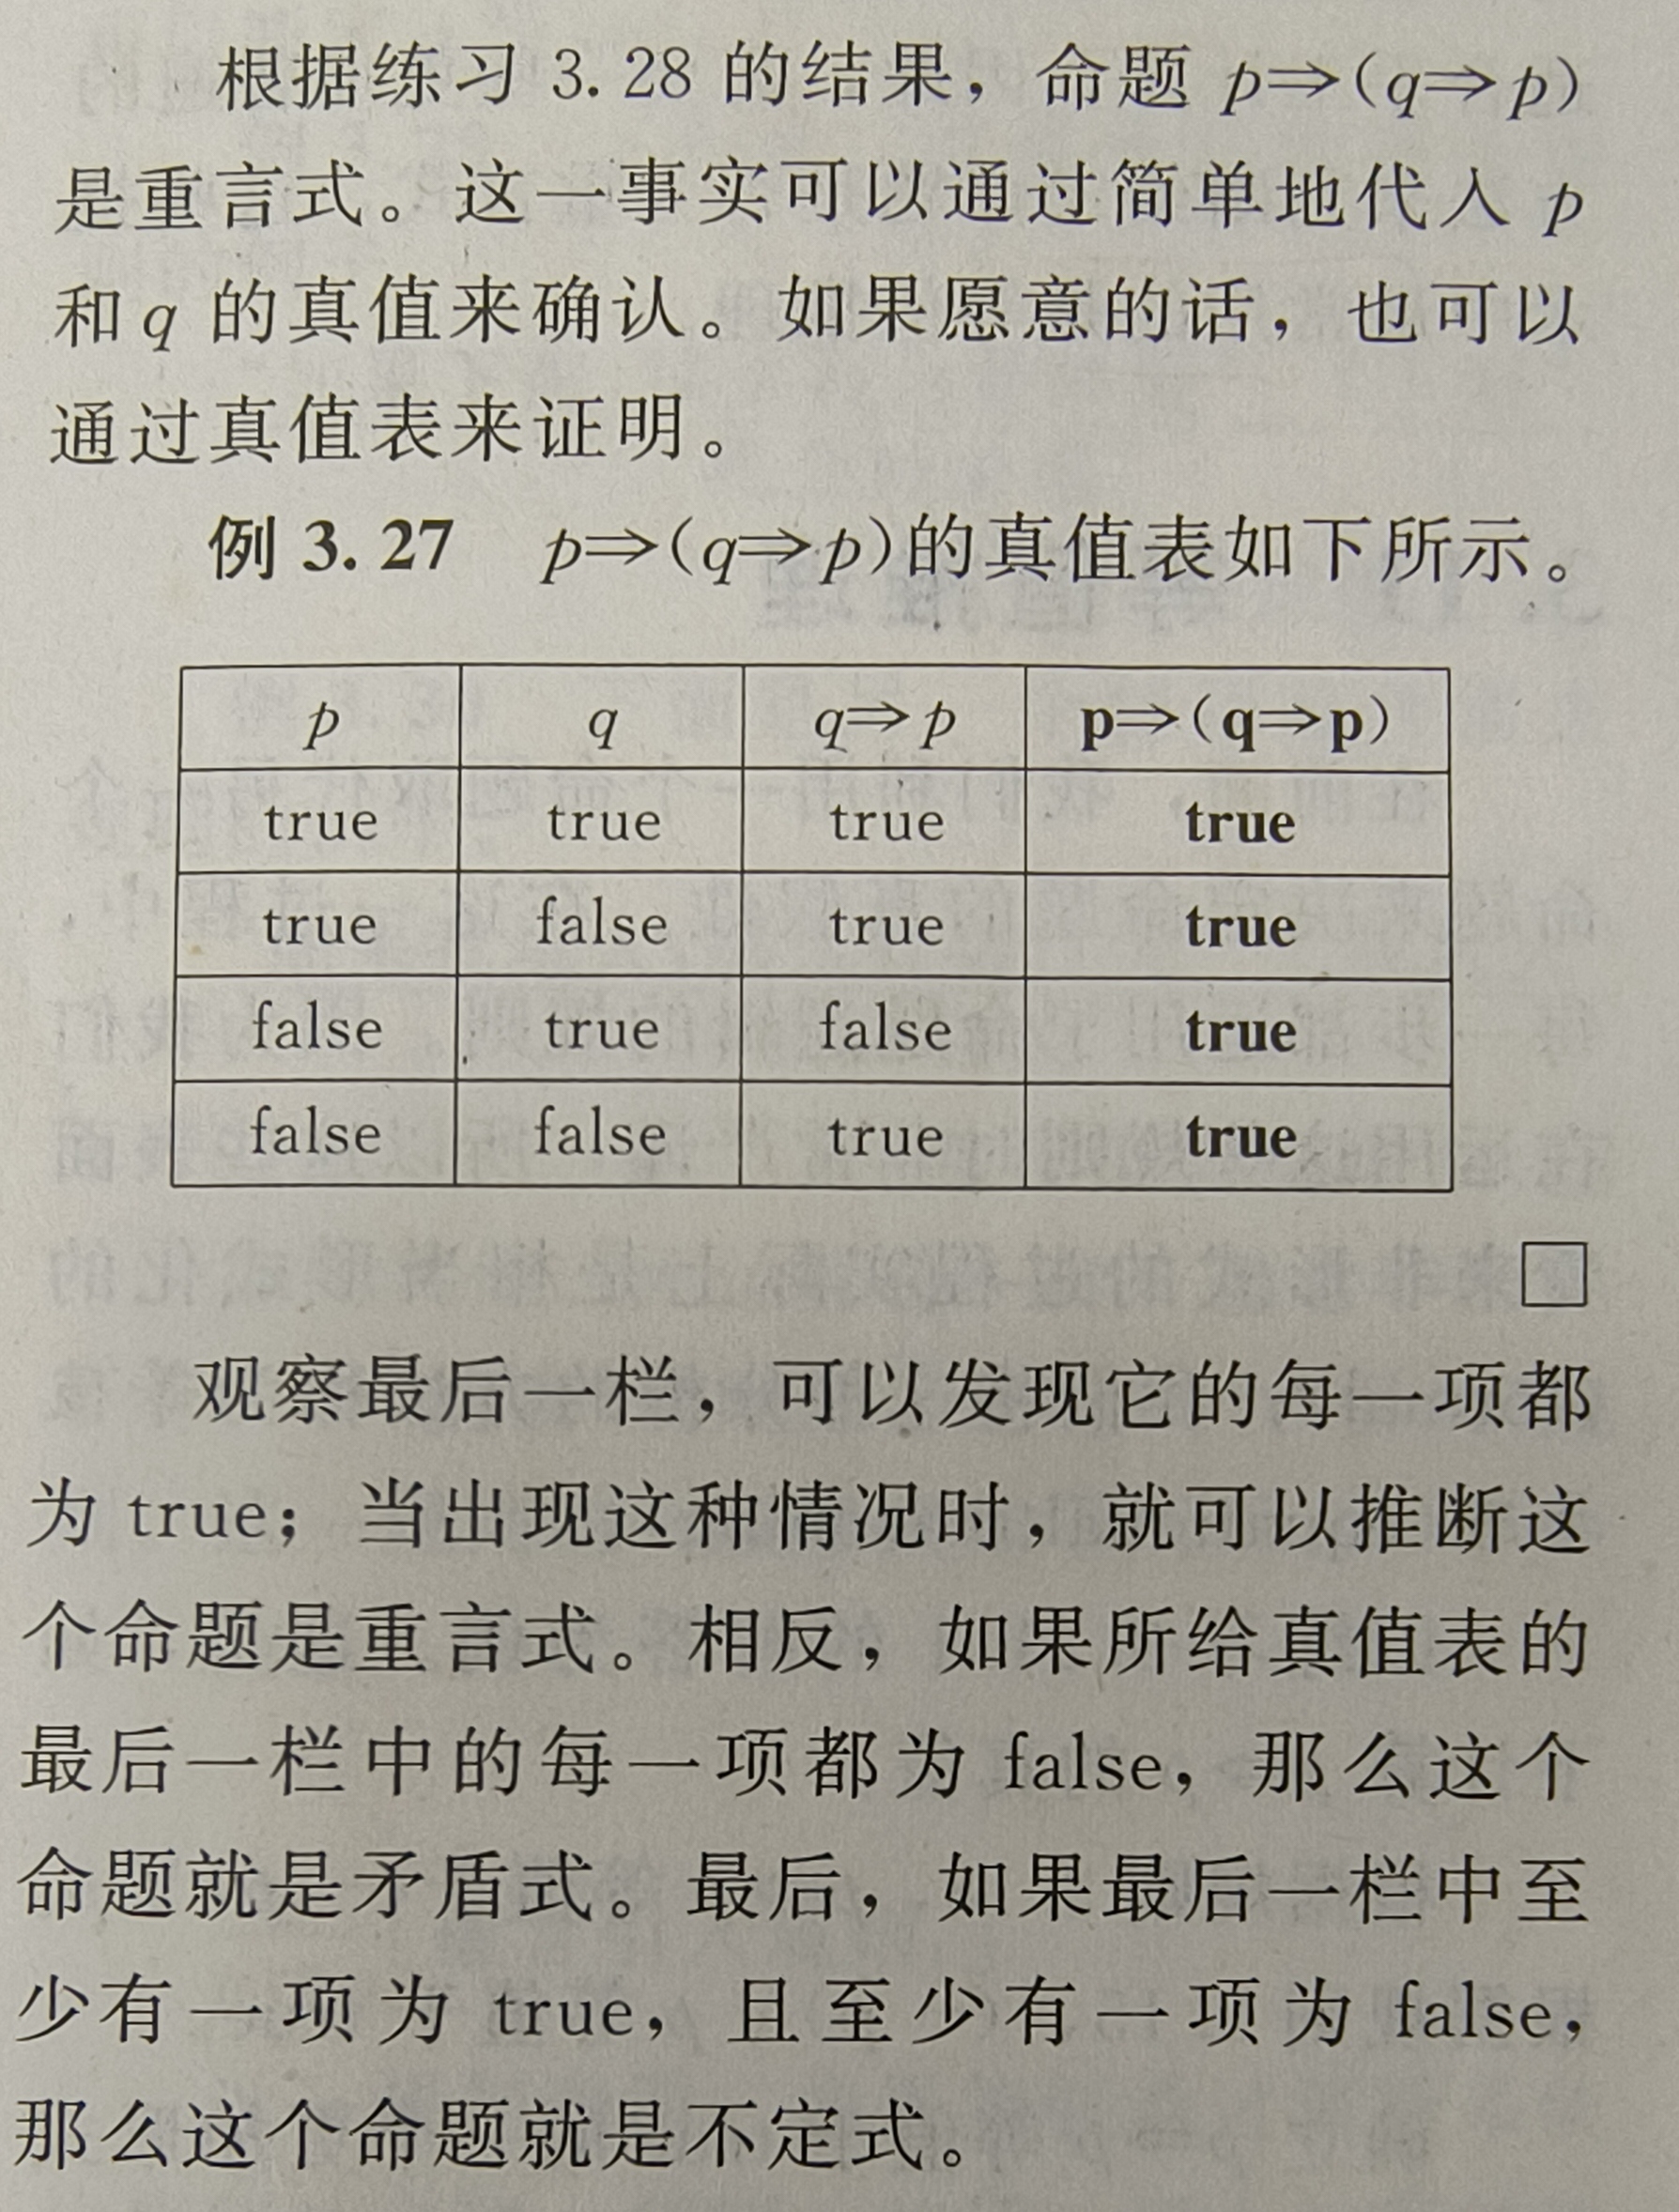 根据练习 3.28 的结果，命题 p⇒(q⇒p)
是重言式。这一事实可以通过简单地代入 p
和 q 的真值来确认。如果愿意的话，也可以
通过真值表来证明。
例 3.27 p⇒(q⇒p)的真值表如下所示。
p q q⇒p p⇒(q⇒p)
true true true true
true false true true
false true false true
false false true true
□
观察最后一栏，可以发现它的每一项都
为 true；当出现这种情况时，就可以推断这
个命题是重言式。相反，如果所给真值表的
最后一栏中的每一项都为 false，那么这个
命题就是矛盾式。最后，如果最后一栏中至
少有一项为 true，且至少有一项为 false，
那么这个命题就是不定式。